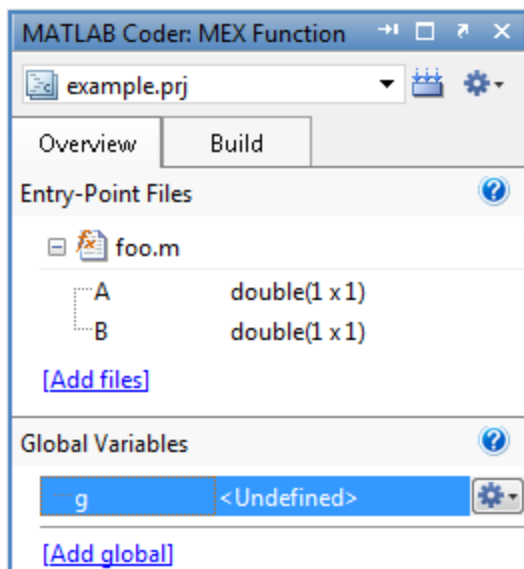 MATLAB Coder: MEX Function
example.prj
Overview Build
Entry-Point Files
foo.m
A double(1 x 1)
B double(1 x 1)
[Add files]
Global Variables
g <Undefined>
[Add global]